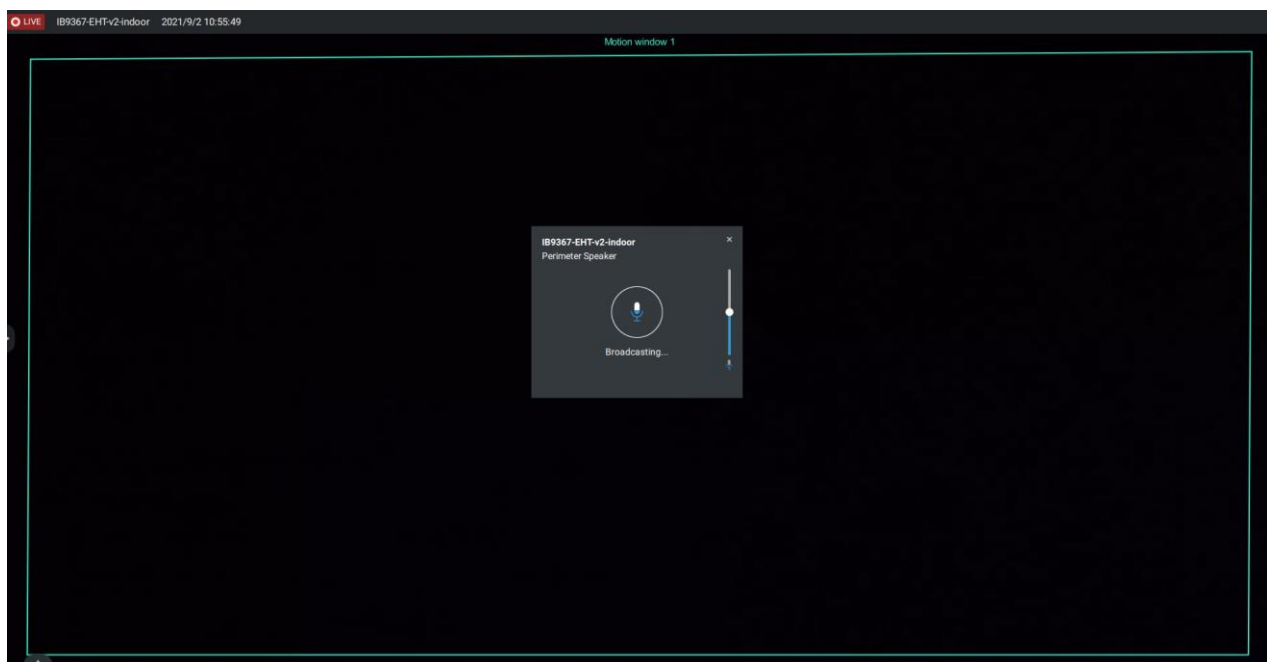 LIVE IB9367-EHT-v2-indoor 2021/9/2 10:55:49
Motion window 1
IB9367-EHT-v2-indoor
Perimeter Speaker
Broadcasting...